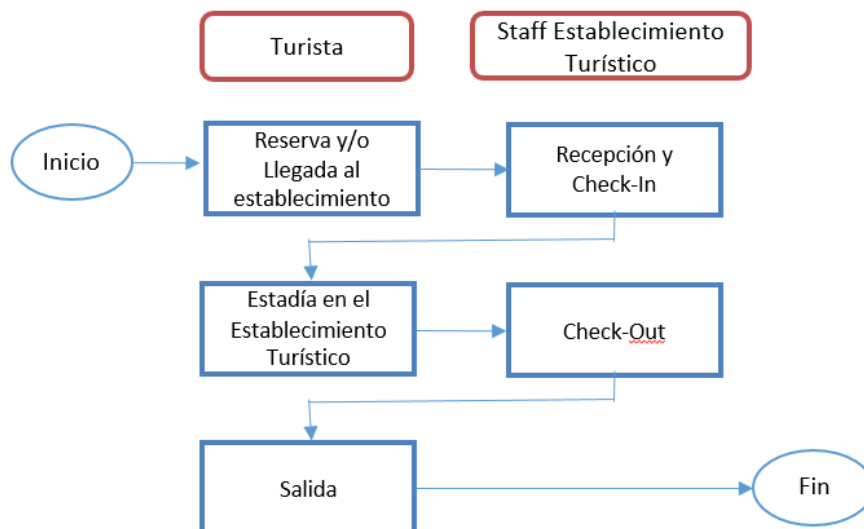 Turista
Staff Establecimiento
Turístico
Inicio
Reserva y/o
Llegada al
establecimiento
Recepción y
Check-In
Estadía en el
Establecimiento
Turístico
Check-Out
Salida
Fin